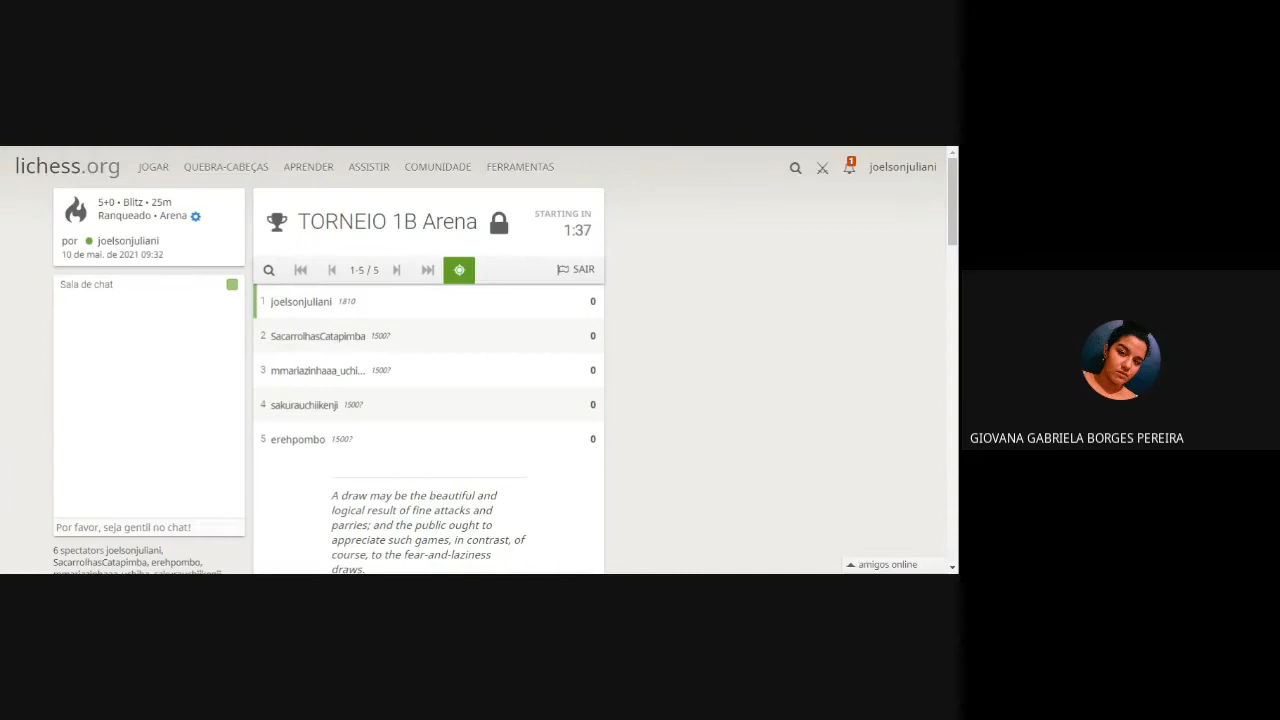 lichess.org JOGAR QUEBRA-CABEÇAS APRENDER ASSISTIR COMUNIDADE FERRAMENTAS 1 joelsonjuliani
5+0 • Blitz • 25m
Ranqueado • Arena
por joelsonjuliani
10 de mai. de 2021 09:32
Sala de chat
Por favor, seja gentil no chat!
6 spectators joelsonjuliani,
SacarrolhasCatapimba, erehpombo,
TORNEIO 1B Arena
STARTING IN
1:37
1-5 / 5
SAIR
1 joelsonjuliani 1810 0
2 SacarrolhasCatapimba 1500? 0
3 mmariazinhaaa_uchi... 1500? 0
4 sakurauchiikenji 1500? 0
5 erehpombo 1500? 0
A draw may be the beautiful and
logical result of fine attacks and
parries; and the public ought to
appreciate such games, in contrast, of
course, to the fear-and-laziness
draws.
amigos online
GIOVANA GABRIELA BORGES PEREIRA